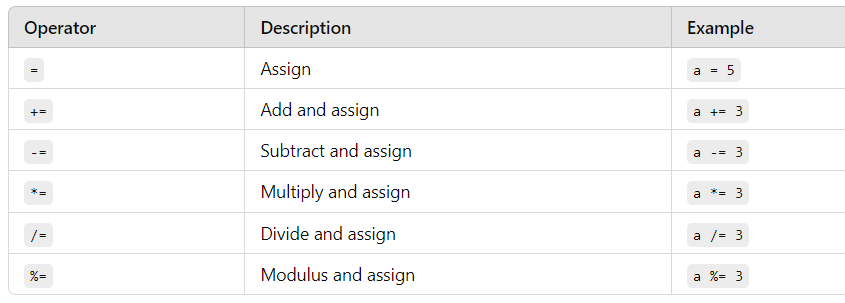 Operator Description Example
= Assign a = 5
+= Add and assign a += 3
-= Subtract and assign a -= 3
*= Multiply and assign a *= 3
/= Divide and assign a /= 3
%= Modulus and assign a %= 3